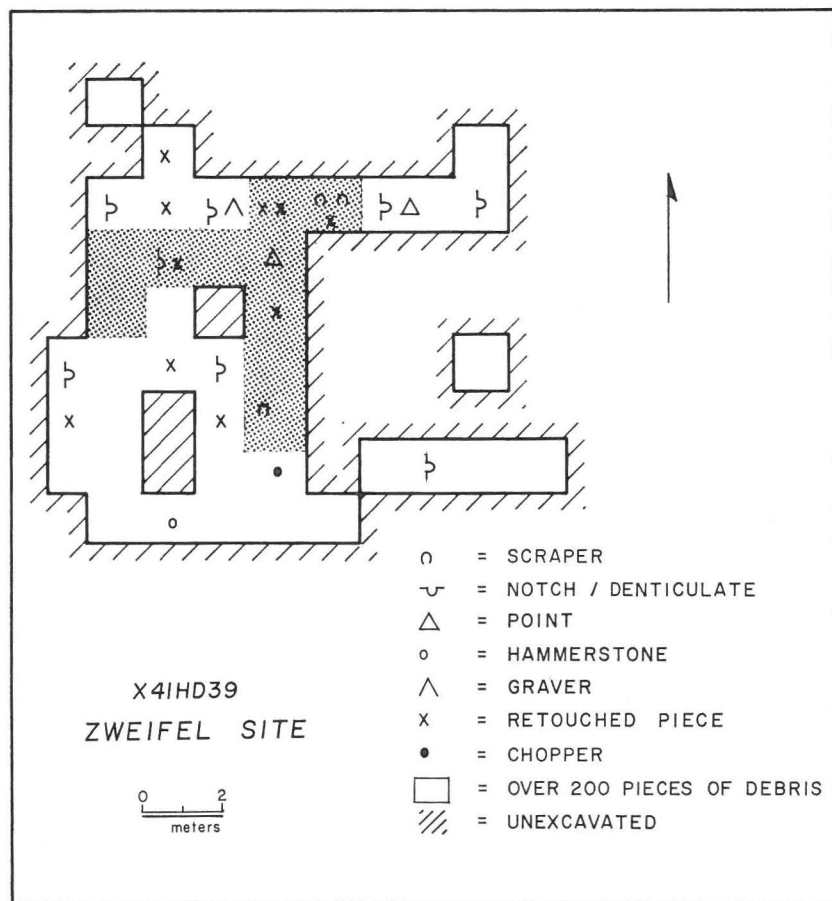 = SCRAPER
= NOTCH / DENTICULATE
= POINT
= HAMMERSTONE
= GRAVER
= RETOUCHED PIECE
= CHOPPER
= OVER 200 PIECES OF DEBRIS
= UNEXCAVATED
X41HD39
ZWEIFEL SITE
0 2
meters